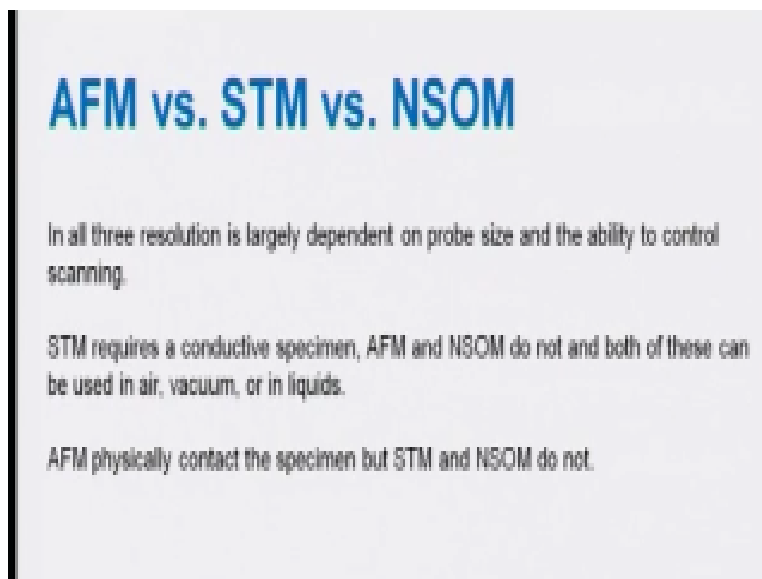 AFM vs. STM vs. NSOM
In all three resolution is largely dependent on probe size and the ability to control
scanning.
STM requires a conductive specimen, AFM and NSOM do not and both of these can
be used in air, vacuum, or in liquids.
AFM physically contact the specimen but STM and NSOM do not.